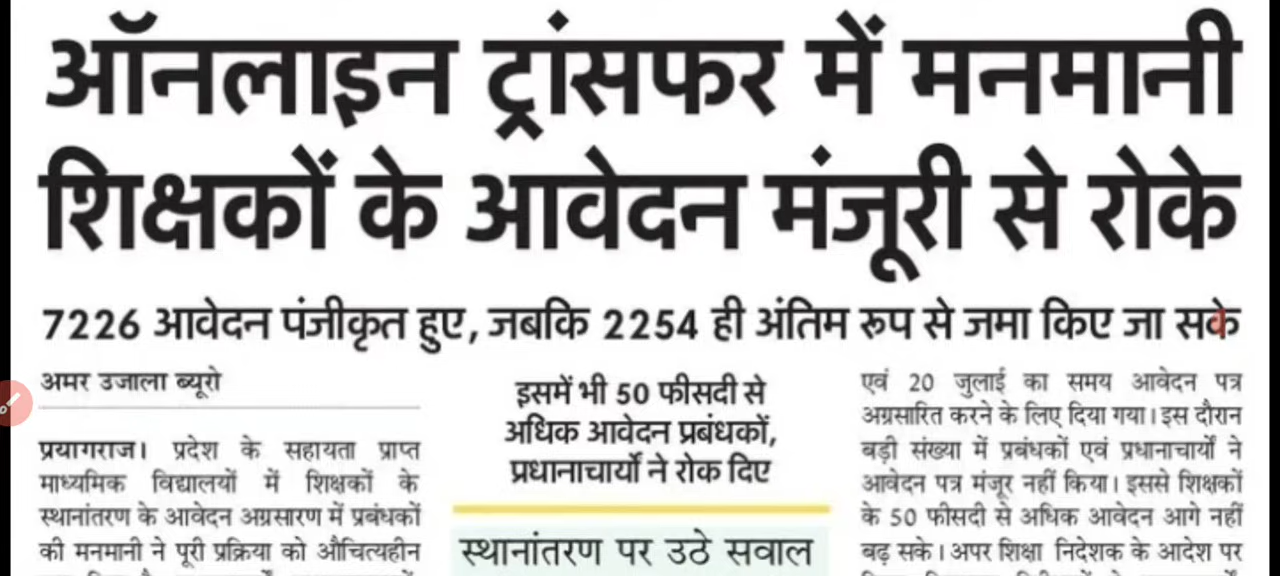 ऑनलाइन ट्रांसफर में मनमानी
शिक्षकों के आवेदन मंजूरी से रोके
7226 आवेदन पंजीकृत हुए, जबकि 2254 ही अंतिम रूप से जमा किए जा सके
अमर उजाला ब्यूरो
प्रयागराज। प्रदेश के सहायता प्राप्त
माध्यमिक विद्यालयों में शिक्षकों के
स्थानांतरण के आवेदन अग्रसारण में प्रबंधकों
की मनमानी ने पूरी प्रक्रिया को औचित्यहीन
इसमें भी 50 फीसदी से
अधिक आवेदन प्रबंधकों,
प्रधानाचार्यों ने रोक दिए
स्थानांतरण पर उठे सवाल
एवं 20 जुलाई का समय आवेदन पत्र
अग्रसारित करने के लिए दिया गया। इस दौरान
बड़ी संख्या में प्रबंधकों एवं प्रधानाचार्यों ने
आवेदन पत्र मंजूर नहीं किया। इससे शिक्षकों
के 50 फीसदी से अधिक आवेदन आगे नहीं
बढ़ सके। अपर शिक्षा निदेशक के आदेश पर